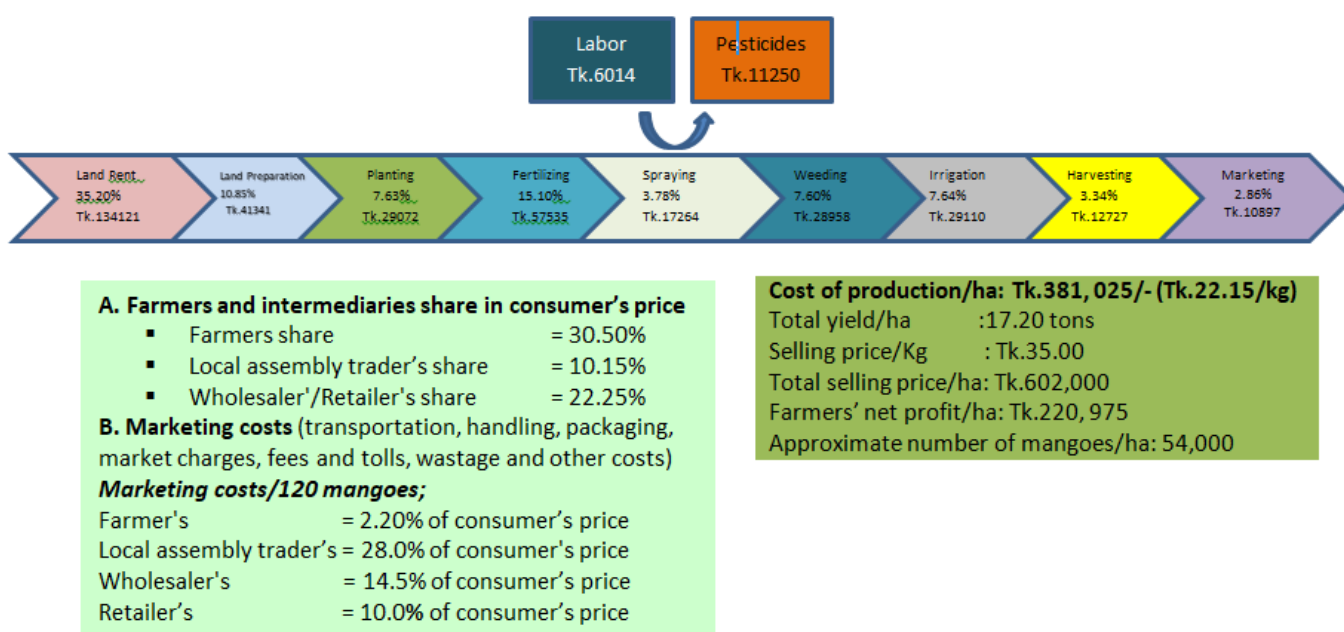 Labor
Tk.6014
Pesticides
Tk.11250
Land Rent
35.20%
Tk.134121
Land Preparation
10.85%
Tk.41341
Planting
7.63%
Tk.29072
Fertilizing
15.10%
Tk.57535
Spraying
3.78%
Tk.17264
Weeding
7.60%
Tk.28958
Irrigation
7.64%
Tk.29110
Harvesting
3.34%
Tk.12727
Marketing
2.86%
Tk.10897
A. Farmers and intermediaries share in consumer’s price
▪ Farmers share = 30.50%
▪ Local assembly trader’s share = 10.15%
▪ Wholesaler'/Retailer's share = 22.25%
B. Marketing costs (transportation, handling, packaging,
market charges, fees and tolls, wastage and other costs)
Marketing costs/120 mangoes;
Farmer's = 2.20% of consumer’s price
Local assembly trader’s = 28.0% of consumer's price
Wholesaler's = 14.5% of consumer’s price
Retailer’s = 10.0% of consumer’s price
Cost of production/ha: Tk.381, 025/- (Tk.22.15/kg)
Total yield/ha :17.20 tons
Selling price/Kg : Tk.35.00
Total selling price/ha: Tk.602,000
Farmers’ net profit/ha: Tk.220, 975
Approximate number of mangoes/ha: 54,000